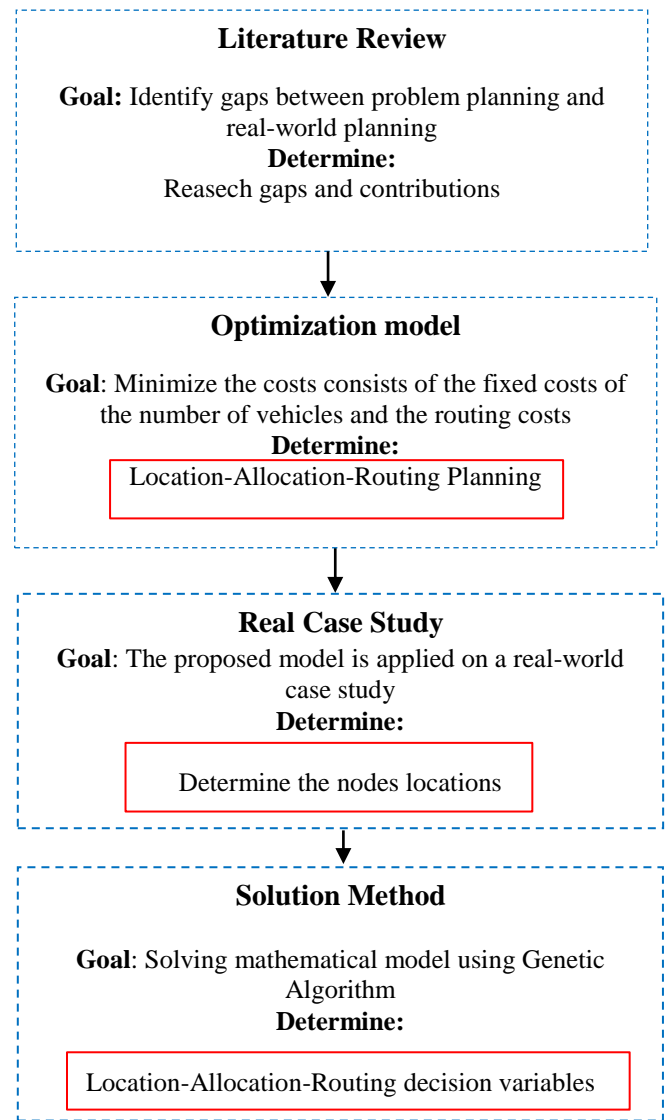 Literature Review
Goal: Identify gaps between problem planning and
real-world planning
Determine:
Reasech gaps and contributions
Optimization model
Goal: Minimize the costs consists of the fixed costs of
the number of vehicles and the routing costs
Determine:
Location-Allocation-Routing Planning
Real Case Study
Goal: The proposed model is applied on a real-world
case study
Determine:
Determine the nodes locations
Solution Method
Goal: Solving mathematical model using Genetic
Algorithm
Determine:
Location-Allocation-Routing decision variables